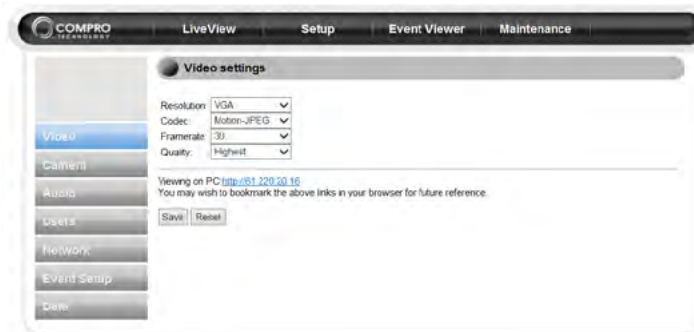 COMPRO
TECHNOLOGY
LiveView Setup Event Viewer Maintenance
Video settings
Resolution: VGA
Codec: Motion-JPEG
Framerate: 30
Quality: Highest
Viewing on PC:http://61.220.20.16
You may wish to bookmark the above links in your browser for future reference.
Save Reset
Video
Camera
Audio
Users
Network
Event Setup
Date